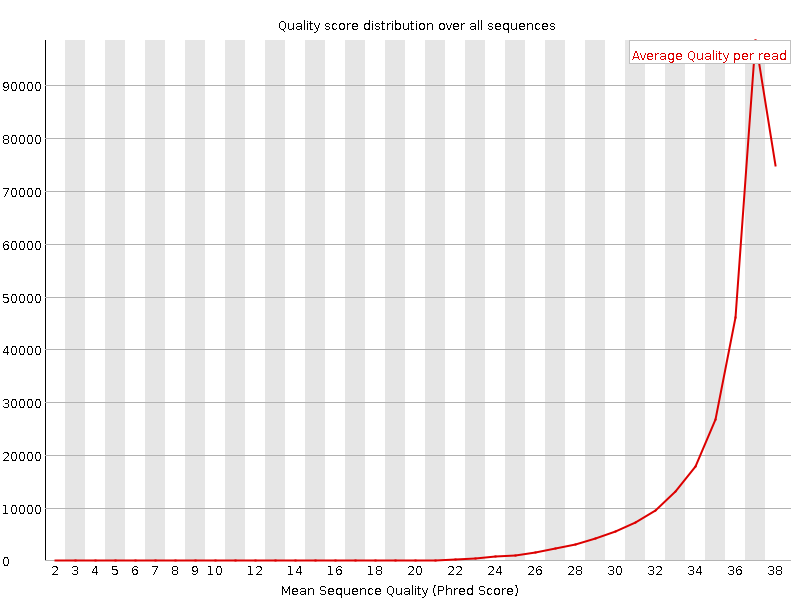 Quality score distribution over all sequences
Average Quality per read
90000
80000
70000
60000
50000
40000
30000
20000
10000
0
2 3 4 5 6 7 8 9 10 12 14 16 18 20 22 24 26 28 30 32 34 36 38
Mean Sequence Quality (Phred Score)